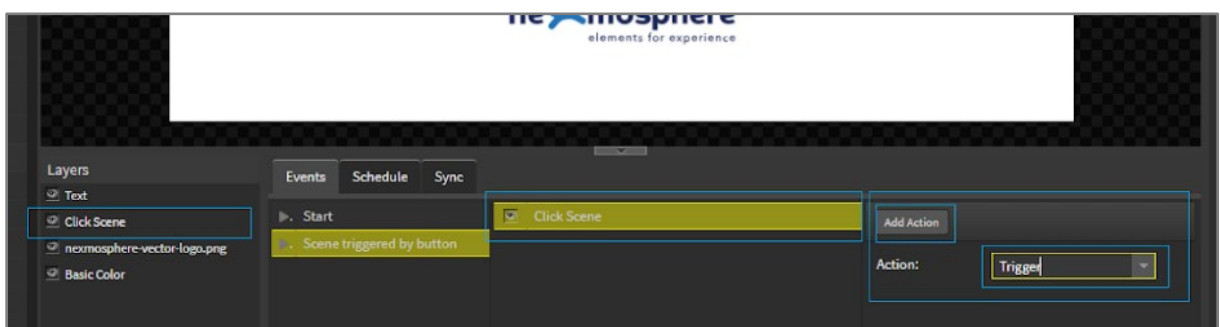 nexmosphere
elements for experience
Layers
Text
Click Scene
nexmosphere-vector-logo.png
Basic Color
Events Schedule Sync
Start
Scene triggered by button
Click Scene
Add Action
Action: Trigger